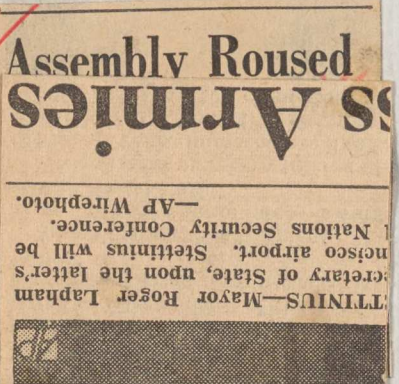 Assembly Roused
TTINIUS—Mayor Roger Lapham
ecretary of State, upon the latter's
ncisco airport. Stettinius will be
d Nations Security Conference.
—AP Wirephoto.
ss Armies